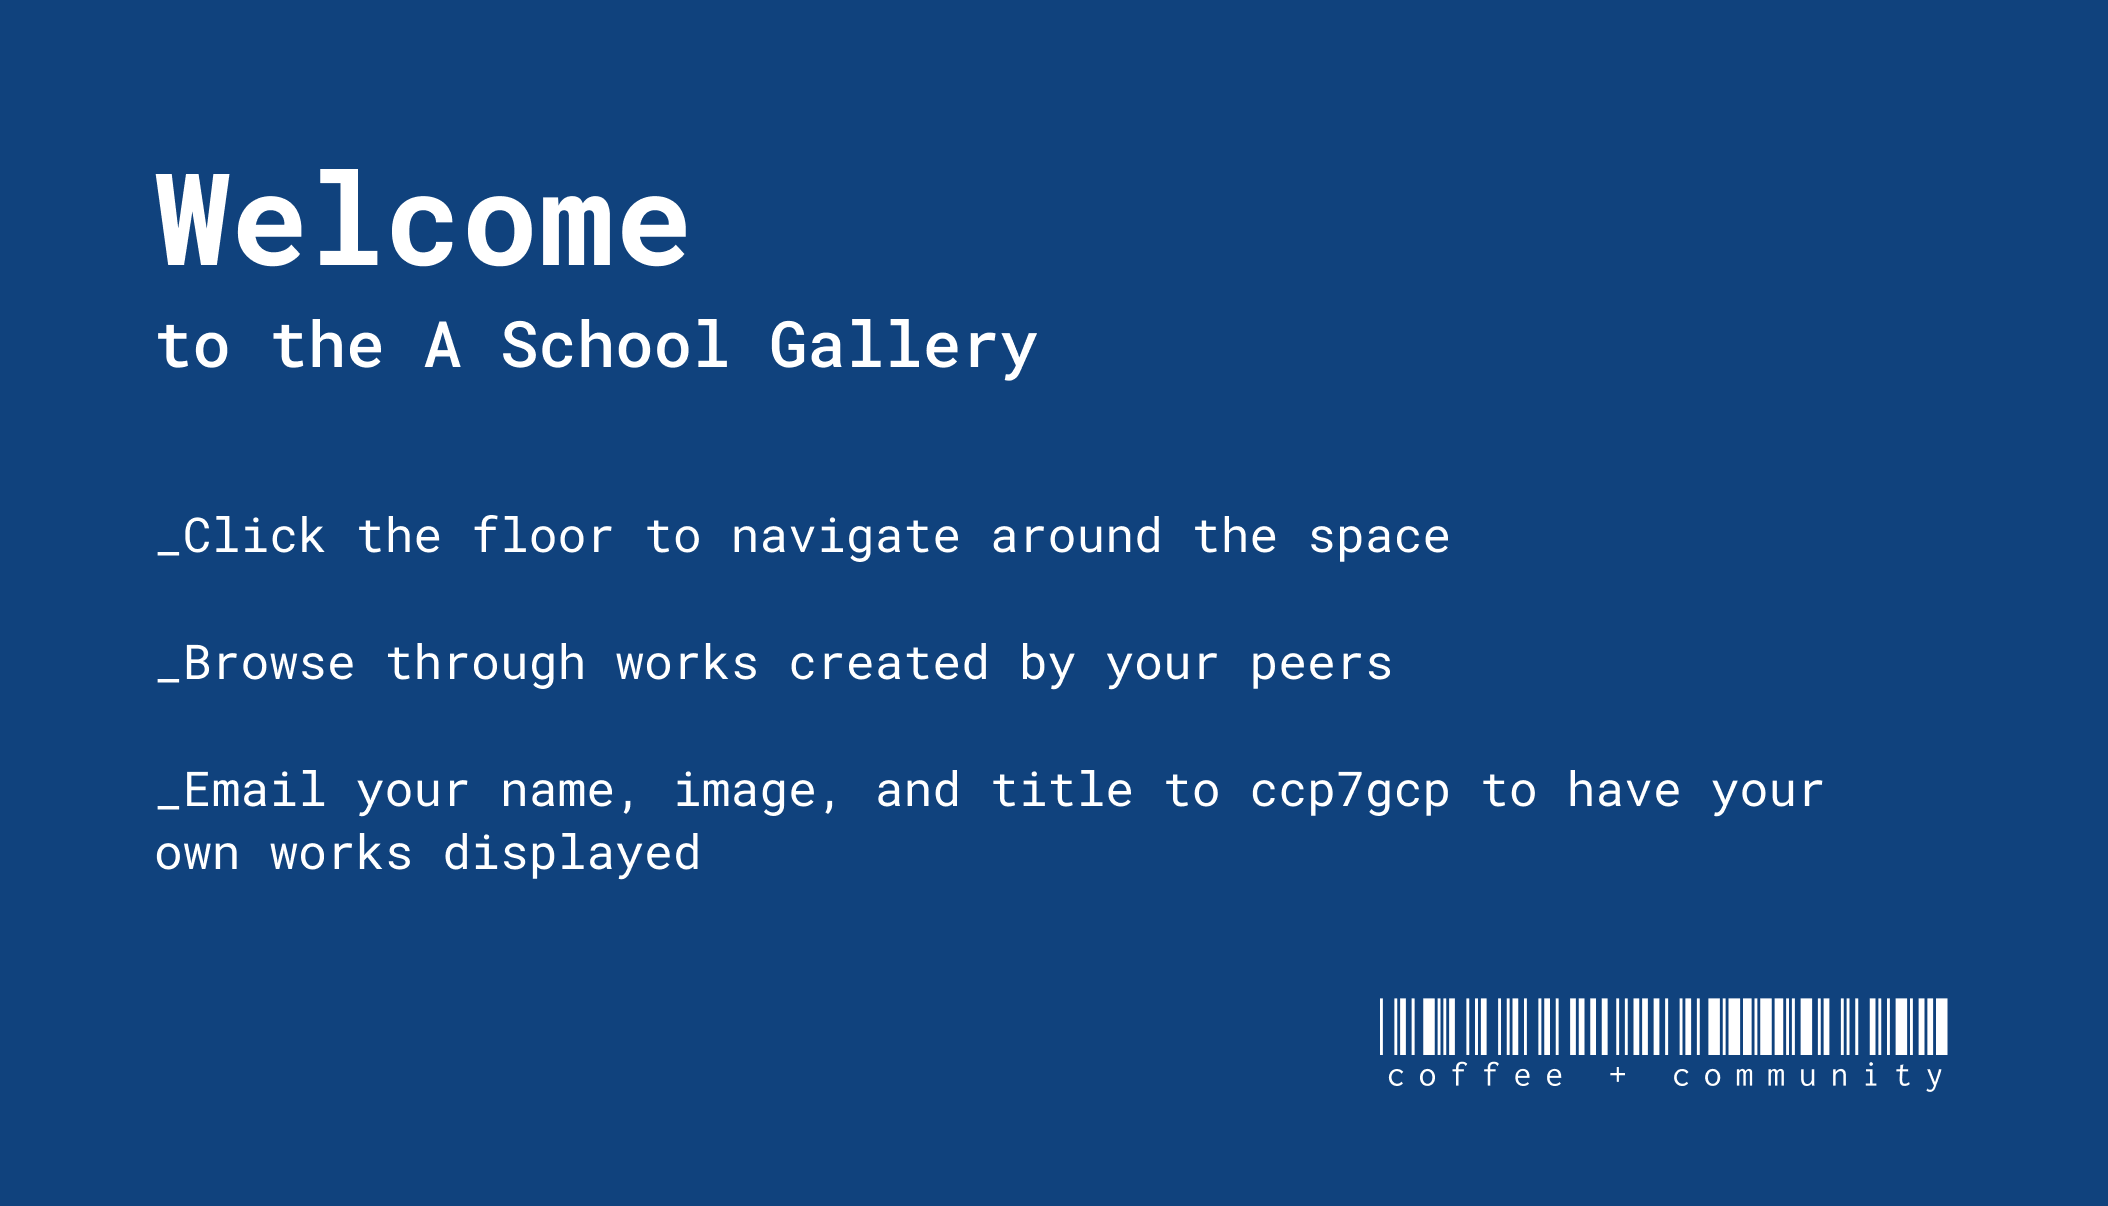 Welcome
to the A School Gallery
_Click the floor to navigate around the space
_Browse through works created by your peers
_Email your name, image, and title to ccp7gcp to have your
own works displayed
coffee + community